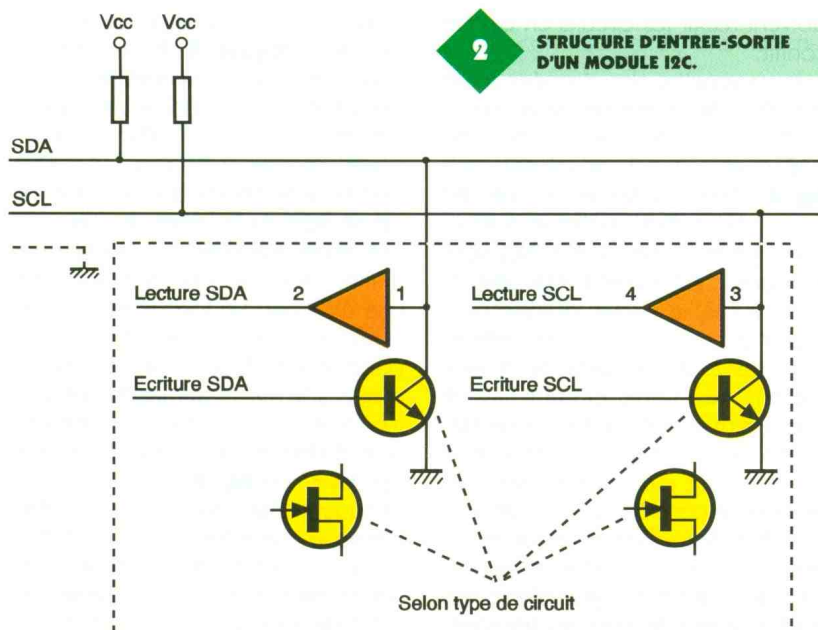 Vcc Vcc
2
STRUCTURE D'ENTREE-SORTIE
D'UN MODULE I2C.
SDA
SCL
Lecture SDA 2 1
Lecture SCL 4 3
Ecriture SDA
Ecriture SCL
Selon type de circuit